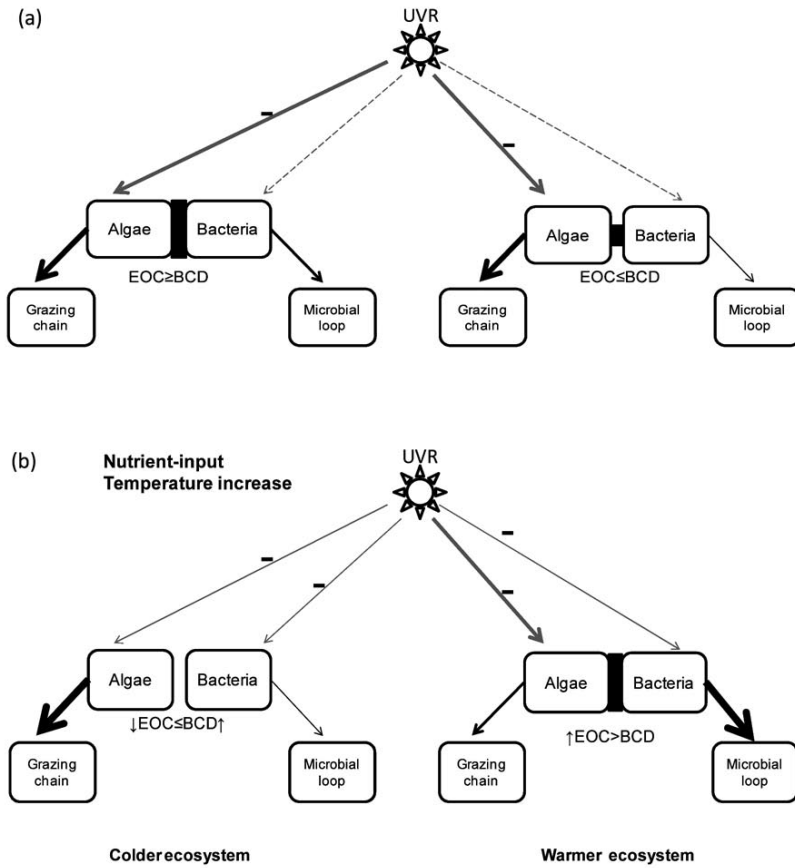 (a)
UVR
-
-
Algae
Bacteria
Algae
Bacteria
EOC≥BCD
EOC≤BCD
Grazing
chain
Microbial
loop
Grazing
chain
Microbial
loop
(b)
Nutrient-input
Temperature increase
UVR
-
-
-
-
Algae
Bacteria
Algae
Bacteria
↓EOC≤BCD↑
↑EOC>BCD
Grazing
chain
Microbial
loop
Grazing
chain
Microbial
loop
Colder ecosystem
Warmer ecosystem